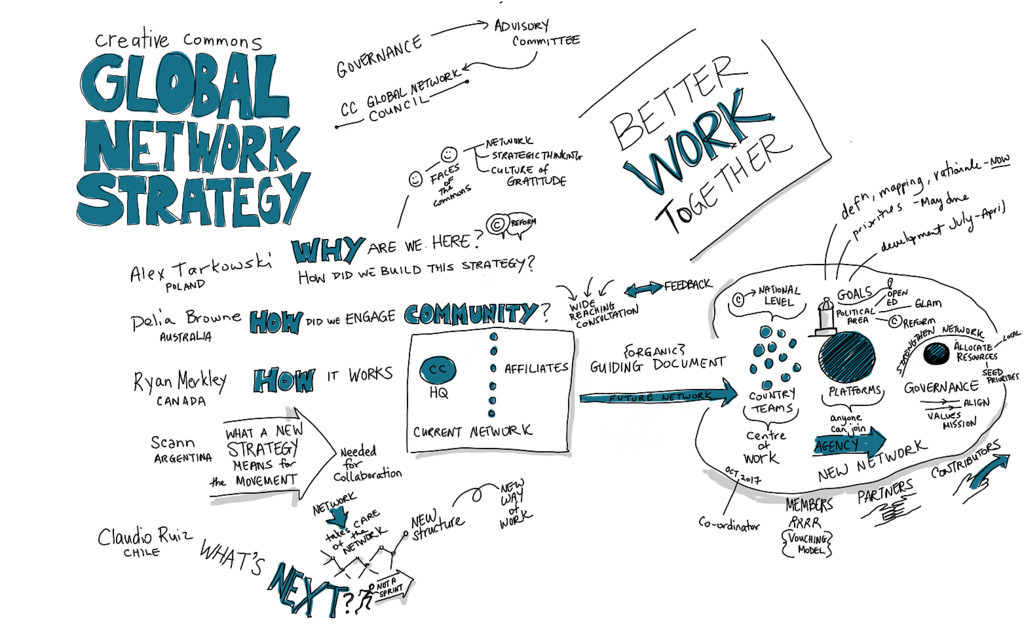 creative commons
GLOBAL
NETWORK
STRATEGY
GOVERNANCE
ADVISORY
COMMITTEE
CC GLOBAL NETWORK
COUNCIL
BETTER
WORK
TOGETHER
FACES
OF
THE
COMMONS
NETWORK
STRATEGIC THINKING
CULTURE OF
GRATITUDE
Alex Tarkowski
POLAND
WHY ARE WE HERE?
© REFORM
HOW DID WE BUILD THIS STRATEGY?
Delia Browne
AUSTRALIA
HOW DID WE ENGAGE COMMUNITY?
WIDE
REACHING
CONSULTATION
FEEDBACK
Ryan Merkley
CANADA
HOW IT WORKS
CC
HQ
AFFILIATES
CURRENT NETWORK
{ORGANIC}
GUIDING DOCUMENT
FUTURE NETWORK
Scann
ARGENTINA
WHAT A NEW
STRATEGY
MEANS for
the MOVEMENT
Needed
for
Collaboration
Claudio Ruiz
CHILE
WHAT'S
NEXT?
NOT A
SPRINT
NETWORK
takes CARE
of the
NETWORK
NEW
Structure
NEW
WAY
of
WORK
defn, mapping, rationale - NOW
priorities - May/June
development July-April
© NATIONAL
LEVEL
COUNTRY
TEAMS
Centre
of
WORK
GOALS
POLITICAL
AREA
OPEN
ED
GLAM
© REFORM
PLATFORMS
anyone
can join
AGENCY
STRENGTHEN NETWORK
ALLOCATE
RESOURCES
LOCAL
SEED
PRIORITIES
GOVERNANCE
ALIGN
VALUES
MISSION
NEW NETWORK
OCT, 2017
Co-ordinator
MEMBERS
{VOUCHING
MODEL}
PARTNERS
CONTRIBUTORS